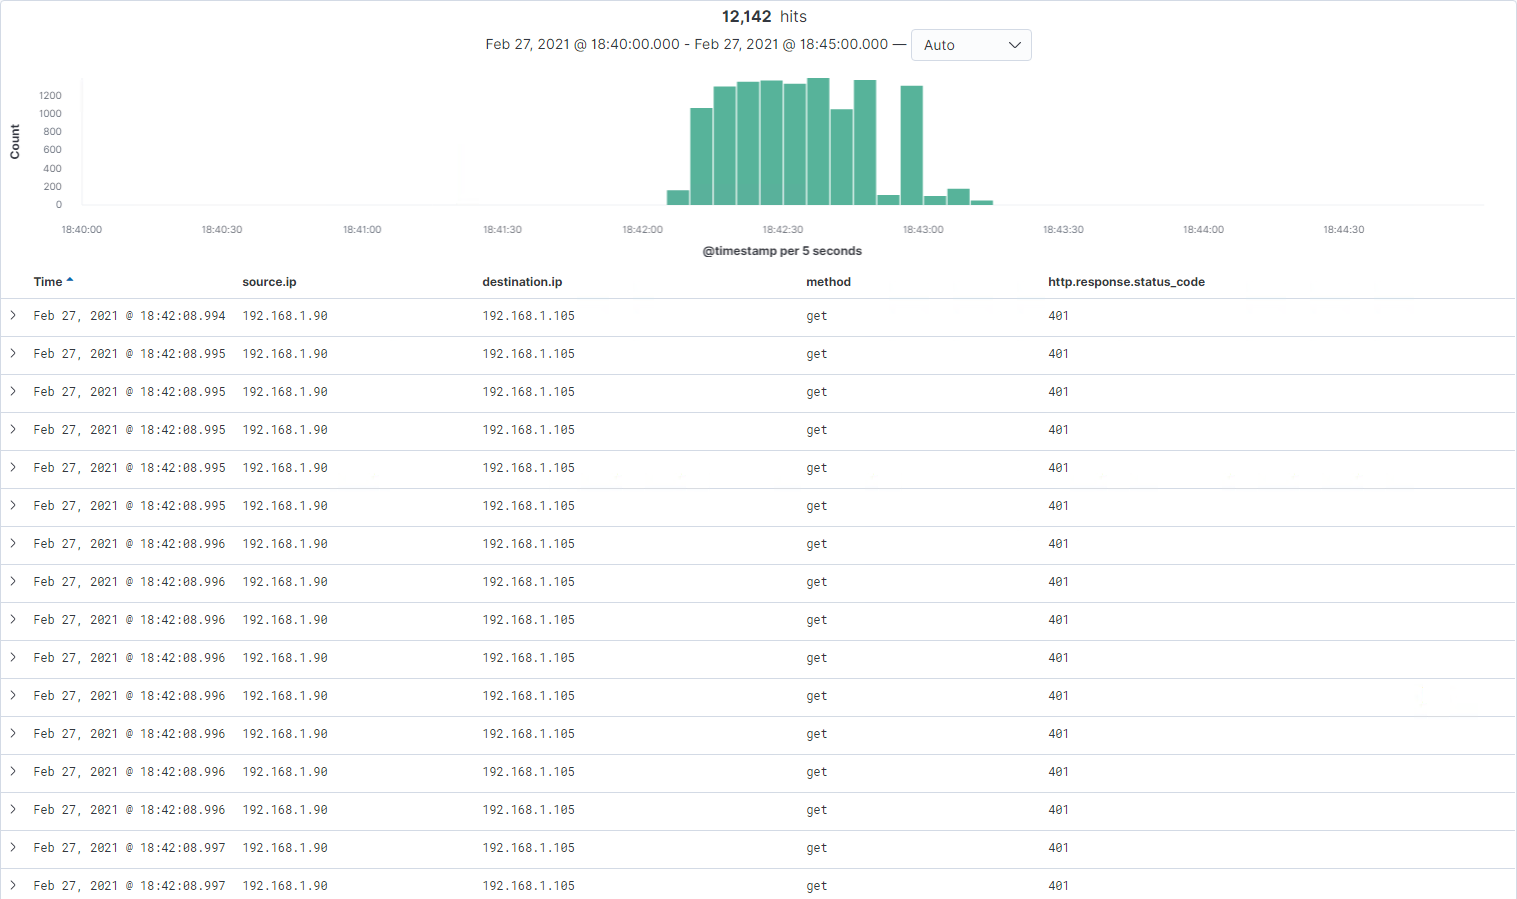 12,142 hits
Feb 27, 2021 @ 18:40:00.000 - Feb 27, 2021 @ 18:45:00.000 — Auto
Count
1200
1000
800
600
400
200
0
18:40:00 18:40:30 18:41:00 18:41:30 18:42:00 18:42:30 18:43:00 18:43:30 18:44:00 18:44:30
@timestamp per 5 seconds
Time source.ip destination.ip method http.response.status_code
Feb 27, 2021 @ 18:42:08.994 192.168.1.90 192.168.1.105 get 401
Feb 27, 2021 @ 18:42:08.995 192.168.1.90 192.168.1.105 get 401
Feb 27, 2021 @ 18:42:08.995 192.168.1.90 192.168.1.105 get 401
Feb 27, 2021 @ 18:42:08.995 192.168.1.90 192.168.1.105 get 401
Feb 27, 2021 @ 18:42:08.995 192.168.1.90 192.168.1.105 get 401
Feb 27, 2021 @ 18:42:08.995 192.168.1.90 192.168.1.105 get 401
Feb 27, 2021 @ 18:42:08.996 192.168.1.90 192.168.1.105 get 401
Feb 27, 2021 @ 18:42:08.996 192.168.1.90 192.168.1.105 get 401
Feb 27, 2021 @ 18:42:08.996 192.168.1.90 192.168.1.105 get 401
Feb 27, 2021 @ 18:42:08.996 192.168.1.90 192.168.1.105 get 401
Feb 27, 2021 @ 18:42:08.996 192.168.1.90 192.168.1.105 get 401
Feb 27, 2021 @ 18:42:08.996 192.168.1.90 192.168.1.105 get 401
Feb 27, 2021 @ 18:42:08.996 192.168.1.90 192.168.1.105 get 401
Feb 27, 2021 @ 18:42:08.996 192.168.1.90 192.168.1.105 get 401
Feb 27, 2021 @ 18:42:08.997 192.168.1.90 192.168.1.105 get 401
Feb 27, 2021 @ 18:42:08.997 192.168.1.90 192.168.1.105 get 401